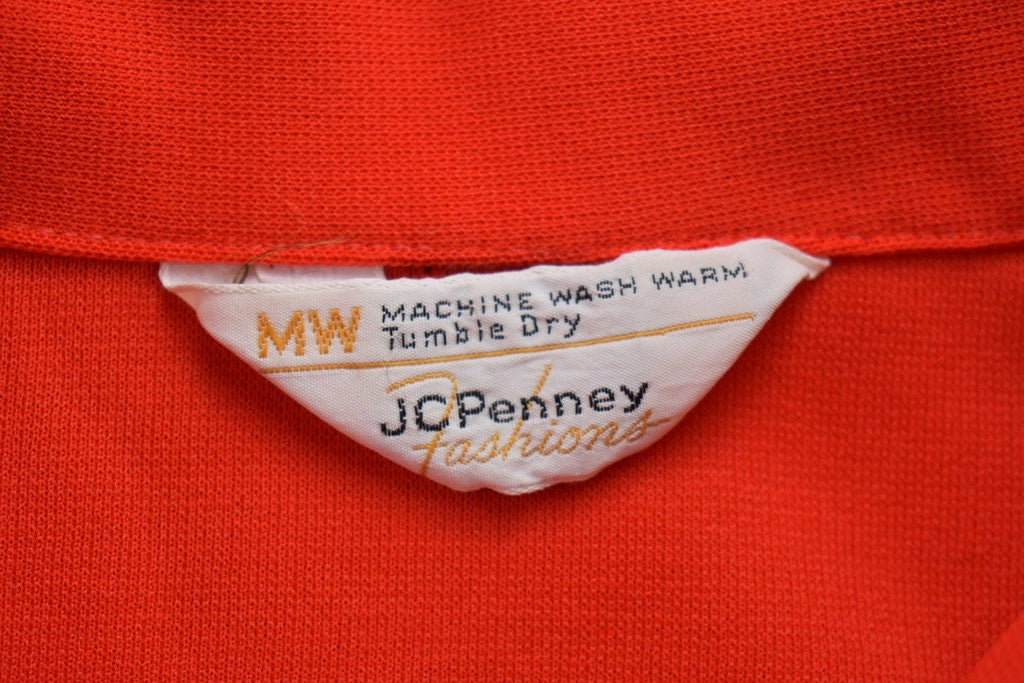 MW MACHINE WASH WARM
Tumble Dry
JCPenney
fashions